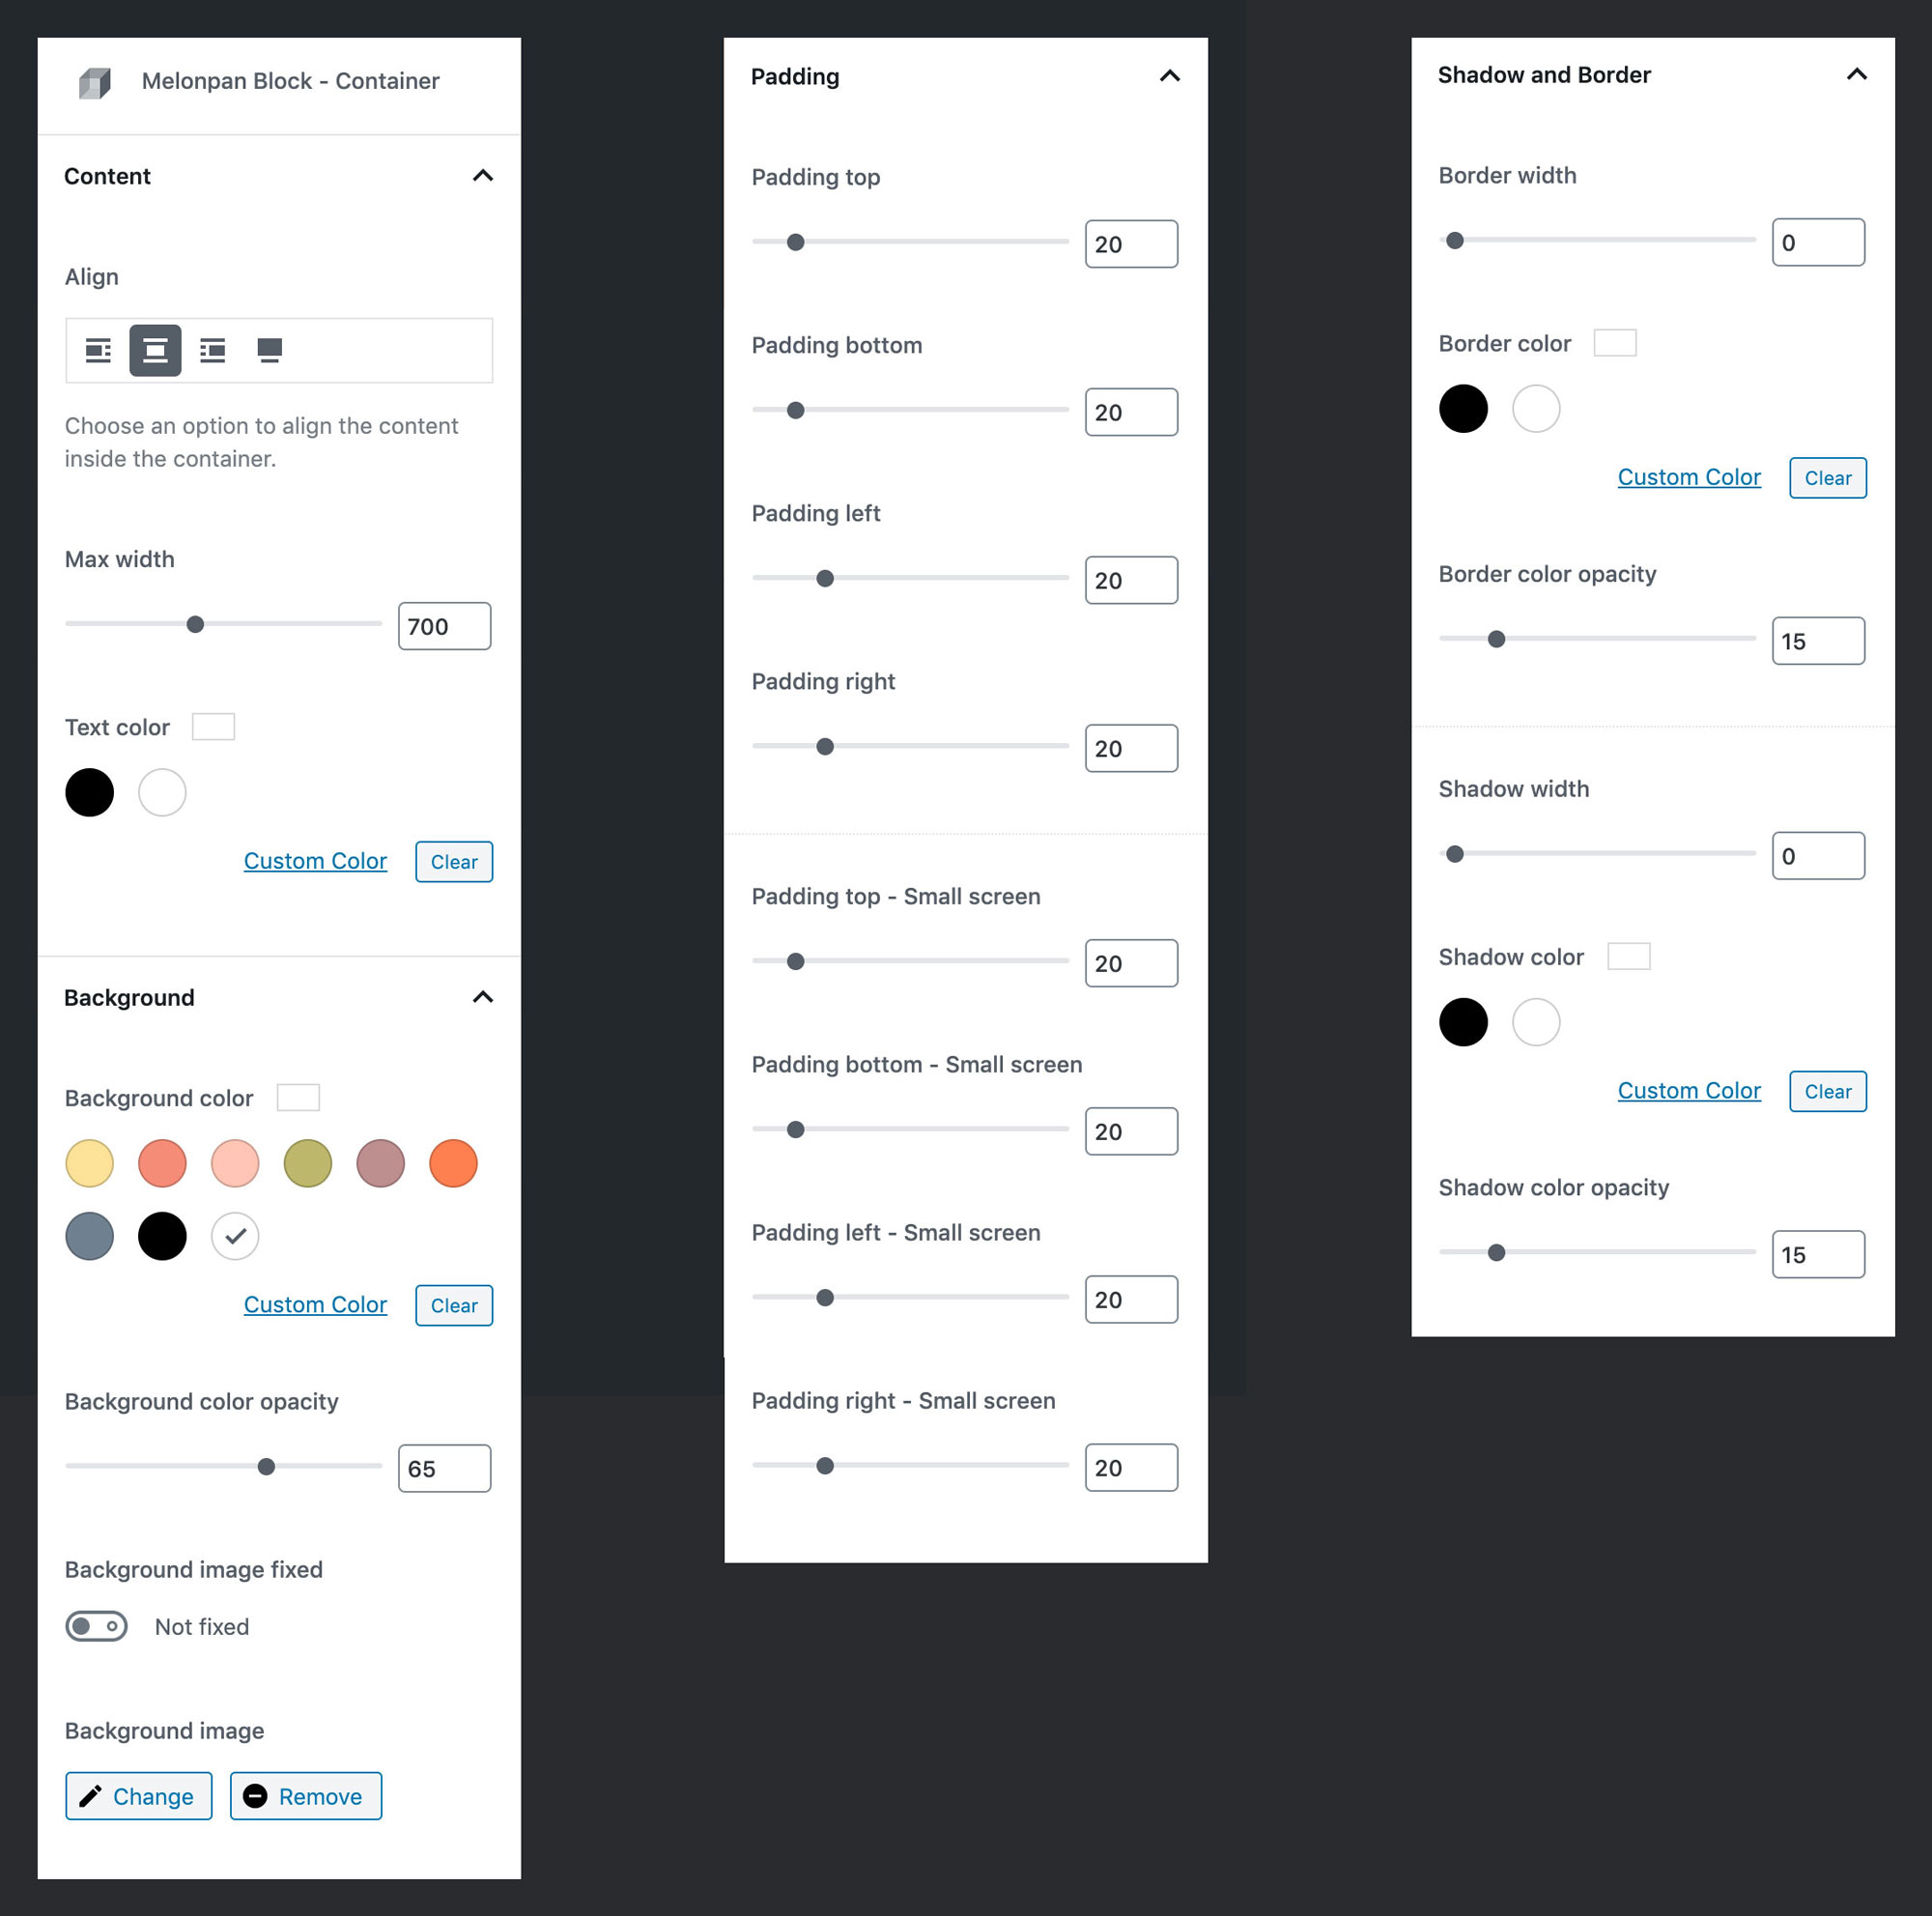 Melonpan Block - Container
Content
Align
Choose an option to align the content
inside the container.
Max width
700
Text color
Custom Color
Clear
Background
Background color
Custom Color
Clear
Background color opacity
65
Background image fixed
Not fixed
Background image
Change
Remove
Padding
Padding top
20
Padding bottom
20
Padding left
20
Padding right
20
Padding top - Small screen
20
Padding bottom - Small screen
20
Padding left - Small screen
20
Padding right - Small screen
20
Shadow and Border
Border width
0
Border color
Custom Color
Clear
Border color opacity
15
Shadow width
0
Shadow color
Custom Color
Clear
Shadow color opacity
15